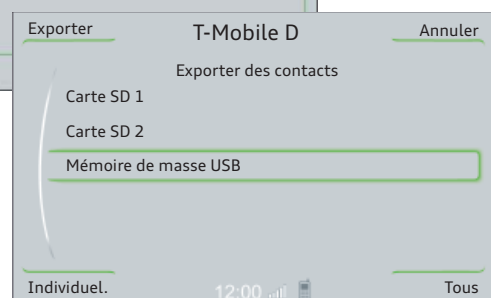 Exporter T-Mobile D Annuler
Exporter des contacts
Carte SD 1
Carte SD 2
Mémoire de masse USB
Individuel. 12:00 Tous